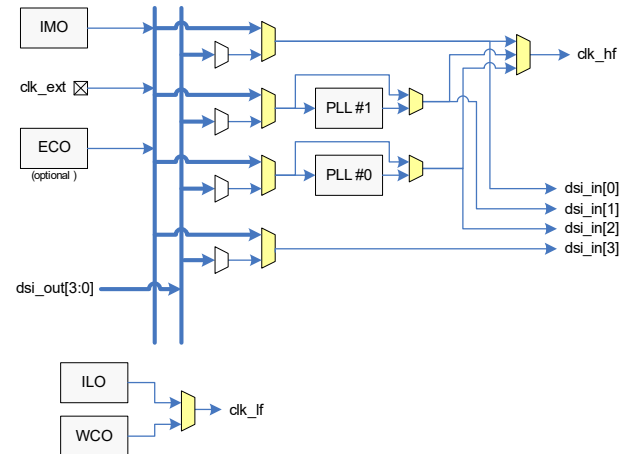 IMO
clk_hf
clk_ext
PLL #1
ECO
(optional )
PLL #0
dsi_in[0]
dsi_in[1]
dsi_in[2]
dsi_in[3]
dsi_out[3:0]
ILO
clk_lf
WCO